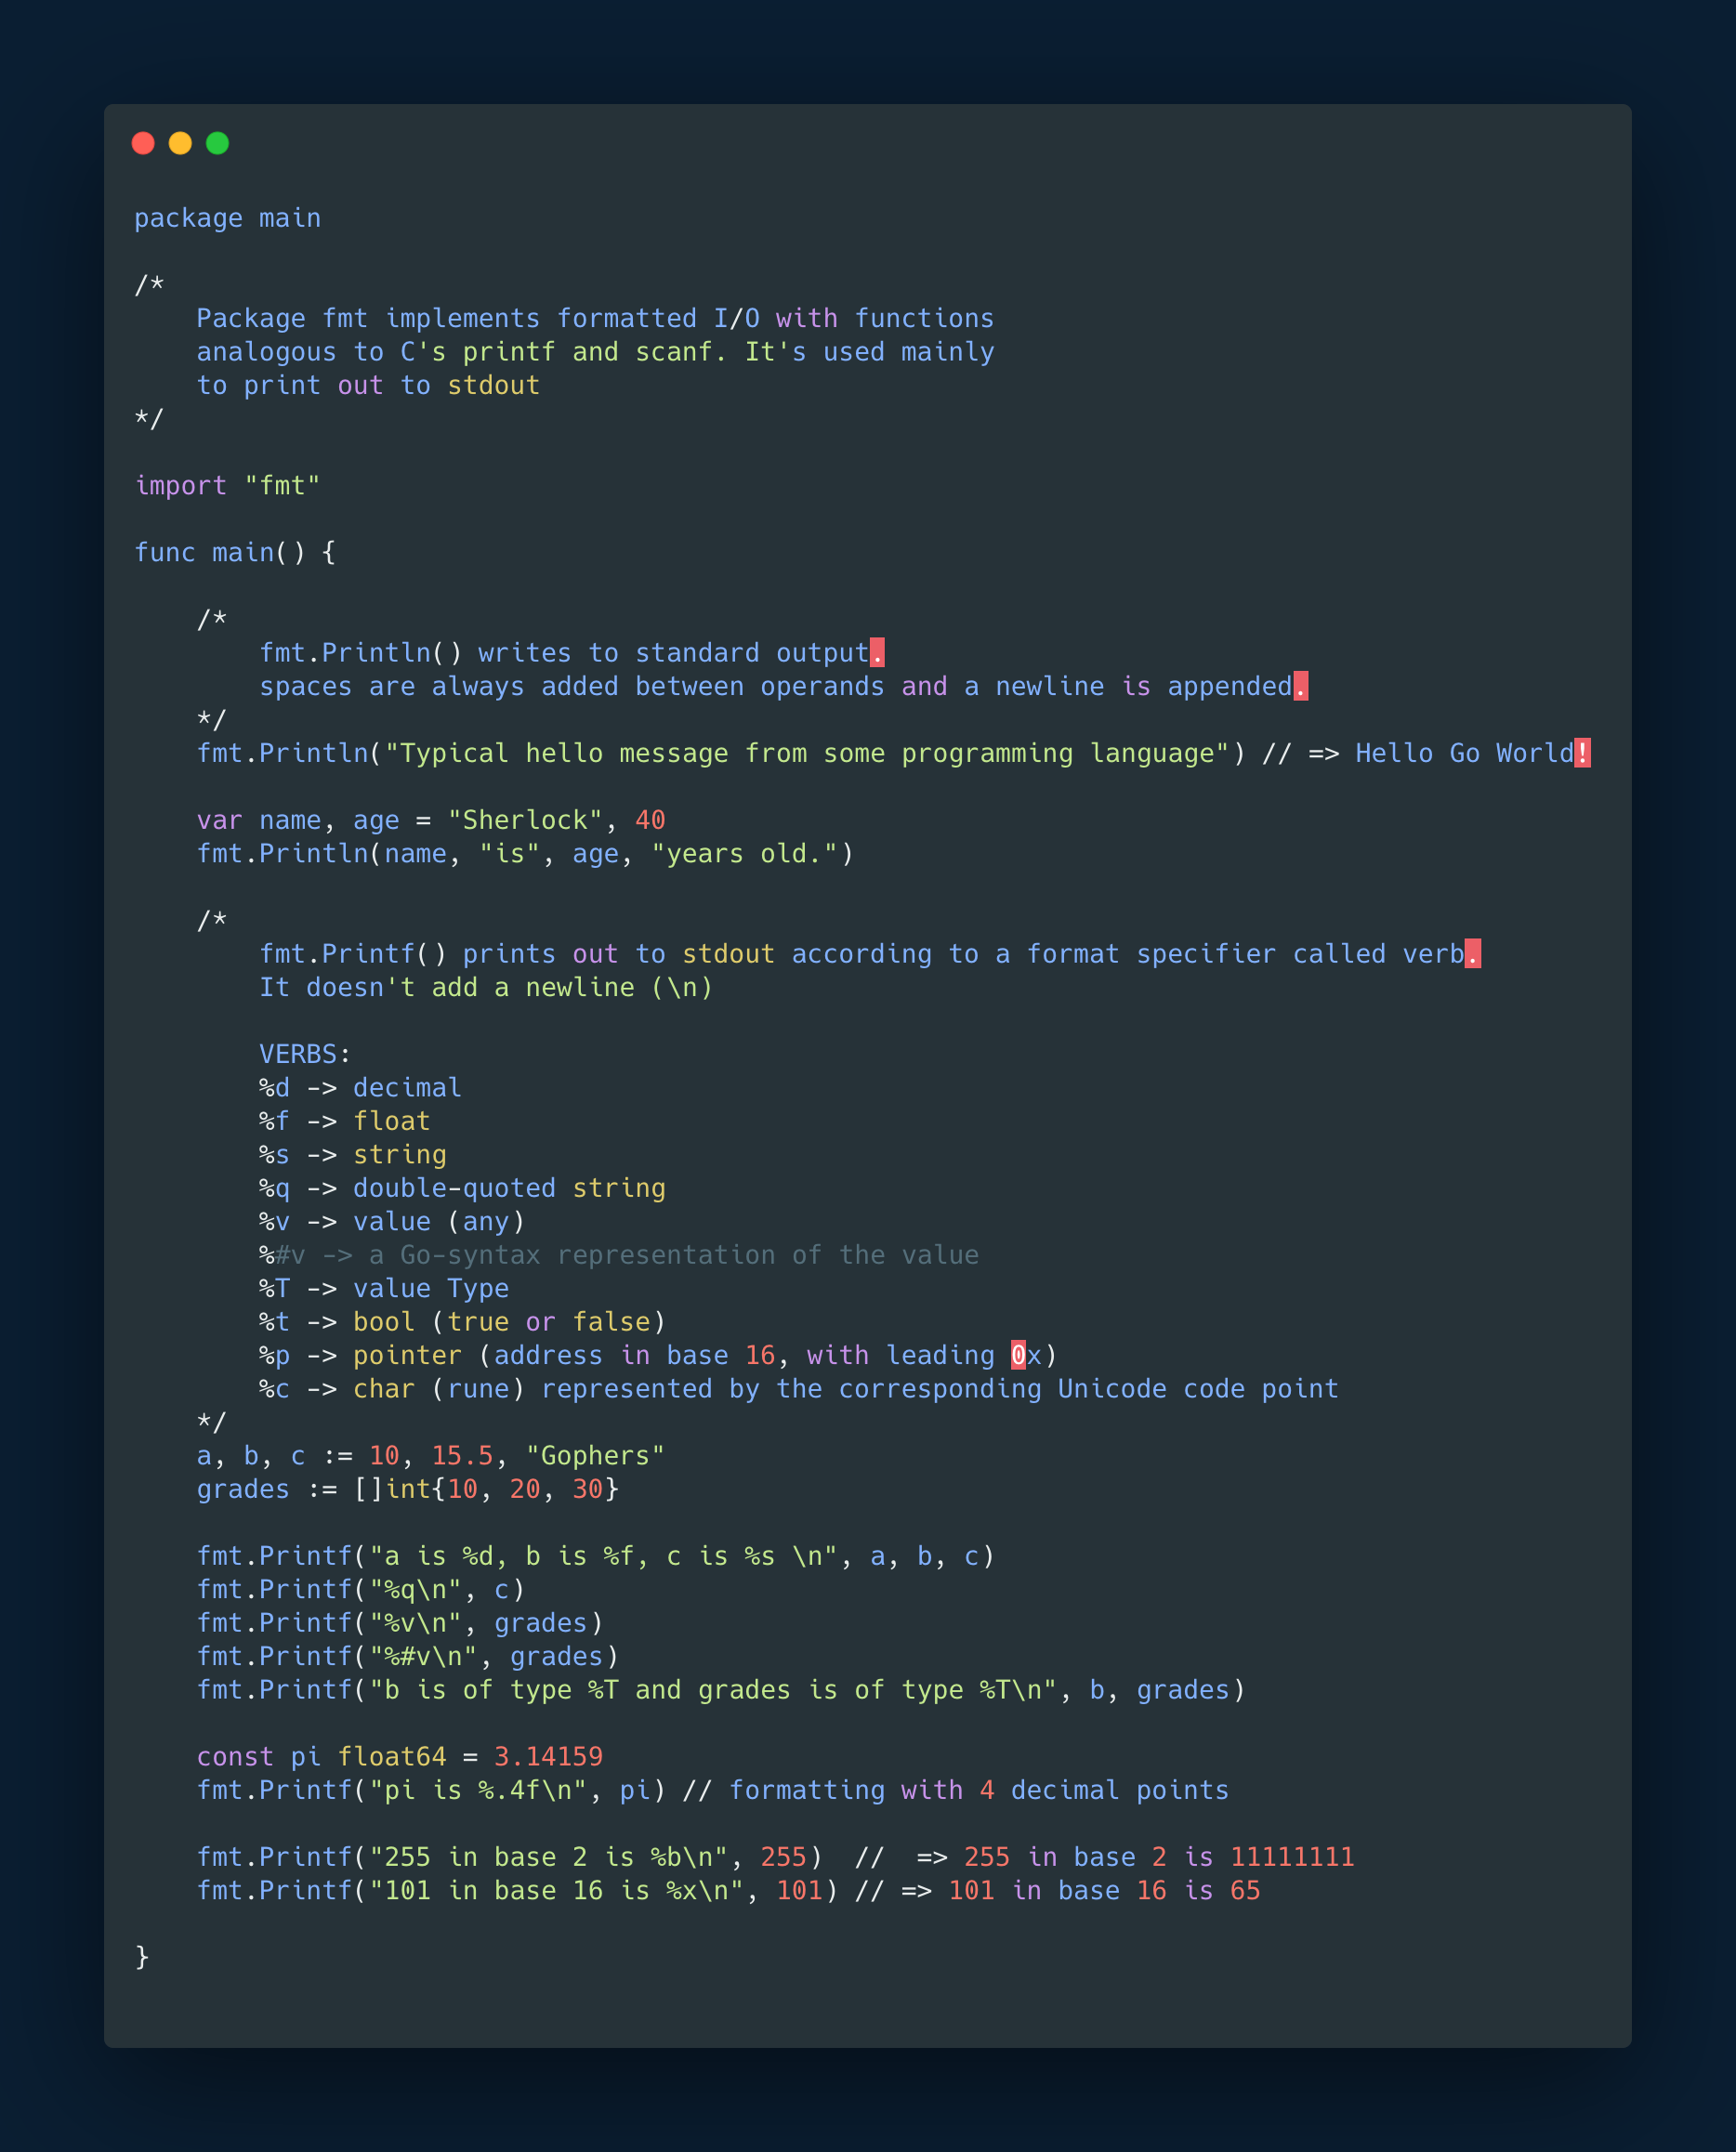 package main

/*
    Package fmt implements formatted I/O with functions
    analogous to C's printf and scanf. It's used mainly
    to print out to stdout
*/

import "fmt"

func main() {

    /*
        fmt.Println() writes to standard output.
        spaces are always added between operands and a newline is appended.
    */
    fmt.Println("Typical hello message from some programming language") // => Hello Go World!

    var name, age = "Sherlock", 40
    fmt.Println(name, "is", age, "years old.")

    /*
        fmt.Printf() prints out to stdout according to a format specifier called verb.
        It doesn't add a newline (\n)

        VERBS:
        %d -> decimal
        %f -> float
        %s -> string
        %q -> double-quoted string
        %v -> value (any)
        %#v -> a Go-syntax representation of the value
        %T -> value Type
        %t -> bool (true or false)
        %p -> pointer (address in base 16, with leading 0x)
        %c -> char (rune) represented by the corresponding Unicode code point
    */
    a, b, c := 10, 15.5, "Gophers"
    grades := []int{10, 20, 30}

    fmt.Printf("a is %d, b is %f, c is %s \n", a, b, c)
    fmt.Printf("%q\n", c)
    fmt.Printf("%v\n", grades)
    fmt.Printf("%#v\n", grades)
    fmt.Printf("b is of type %T and grades is of type %T\n", b, grades)

    const pi float64 = 3.14159
    fmt.Printf("pi is %.4f\n", pi) // formatting with 4 decimal points

    fmt.Printf("255 in base 2 is %b\n", 255)  //  => 255 in base 2 is 11111111
    fmt.Printf("101 in base 16 is %x\n", 101) // => 101 in base 16 is 65

}